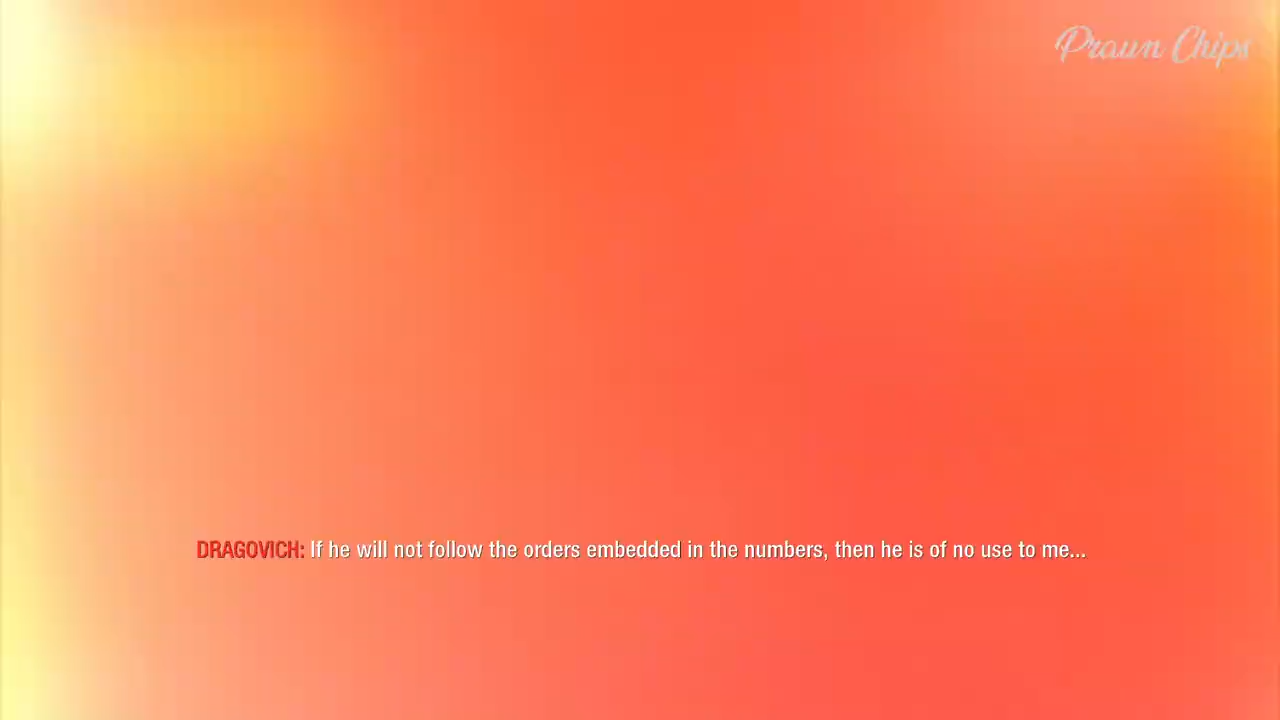 Praun Chips
DRAGOVICH: If he will not follow the orders embedded in the numbers, then he is of no use to me...